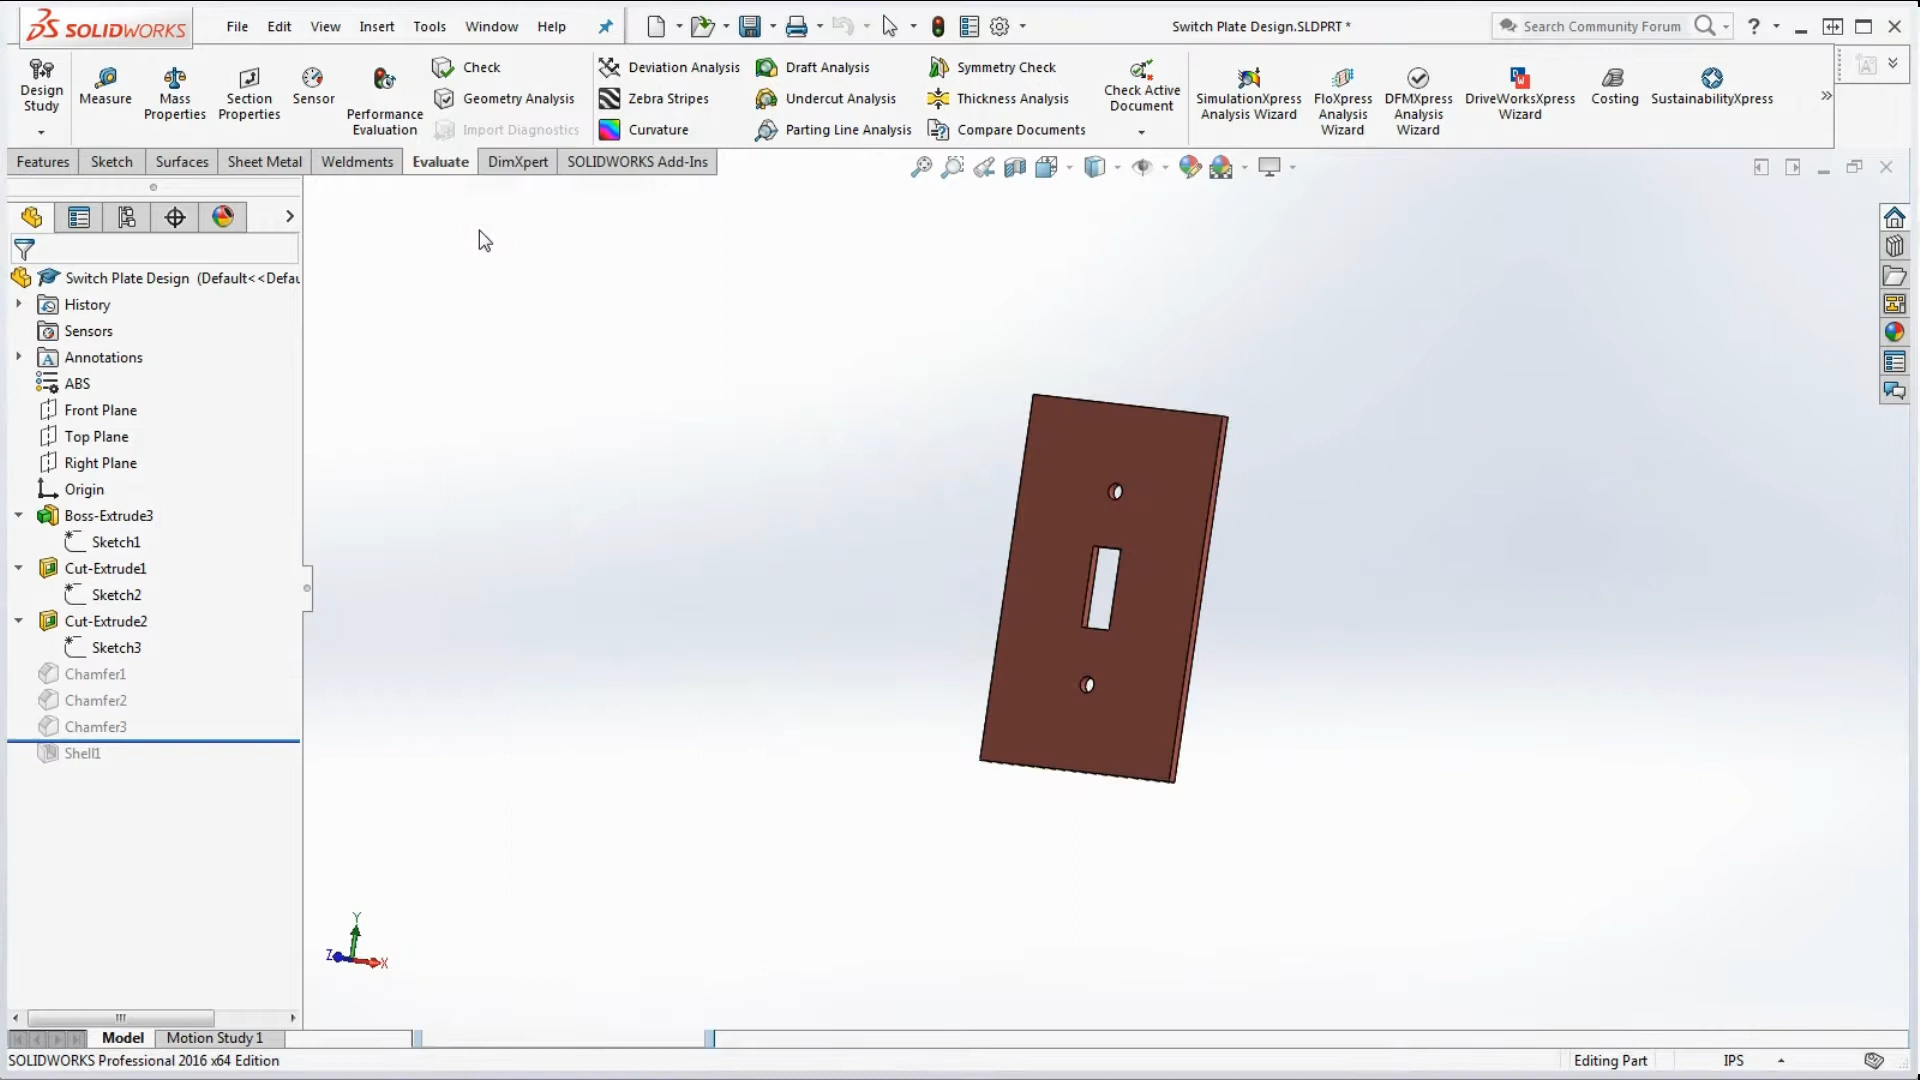 SOLIDWORKS
File Edit View Insert Tools Window Help
Switch Plate Design.SLDPRT *
Search Community Forum
?
Design Study
Measure
Mass Properties
Section Properties
Sensor
Performance Evaluation
Check
Geometry Analysis
Import Diagnostics
Deviation Analysis
Zebra Stripes
Curvature
Draft Analysis
Undercut Analysis
Parting Line Analysis
Symmetry Check
Thickness Analysis
Compare Documents
Check Active Document
SimulationXpress Analysis Wizard
FloXpress Analysis Wizard
DFMXpress Analysis Wizard
DriveWorksXpress Wizard
Costing
SustainabilityXpress
Features Sketch Surfaces Sheet Metal Weldments Evaluate DimXpert SOLIDWORKS Add-Ins
Switch Plate Design (Default<<Defau
History
Sensors
Annotations
ABS
Front Plane
Top Plane
Right Plane
Origin
Boss-Extrude3
Sketch1
Cut-Extrude1
Sketch2
Cut-Extrude2
Sketch3
Chamfer1
Chamfer2
Chamfer3
Shell1
Y
Z
X
Model Motion Study 1
SOLIDWORKS Professional 2016 x64 Edition
Editing Part
IPS